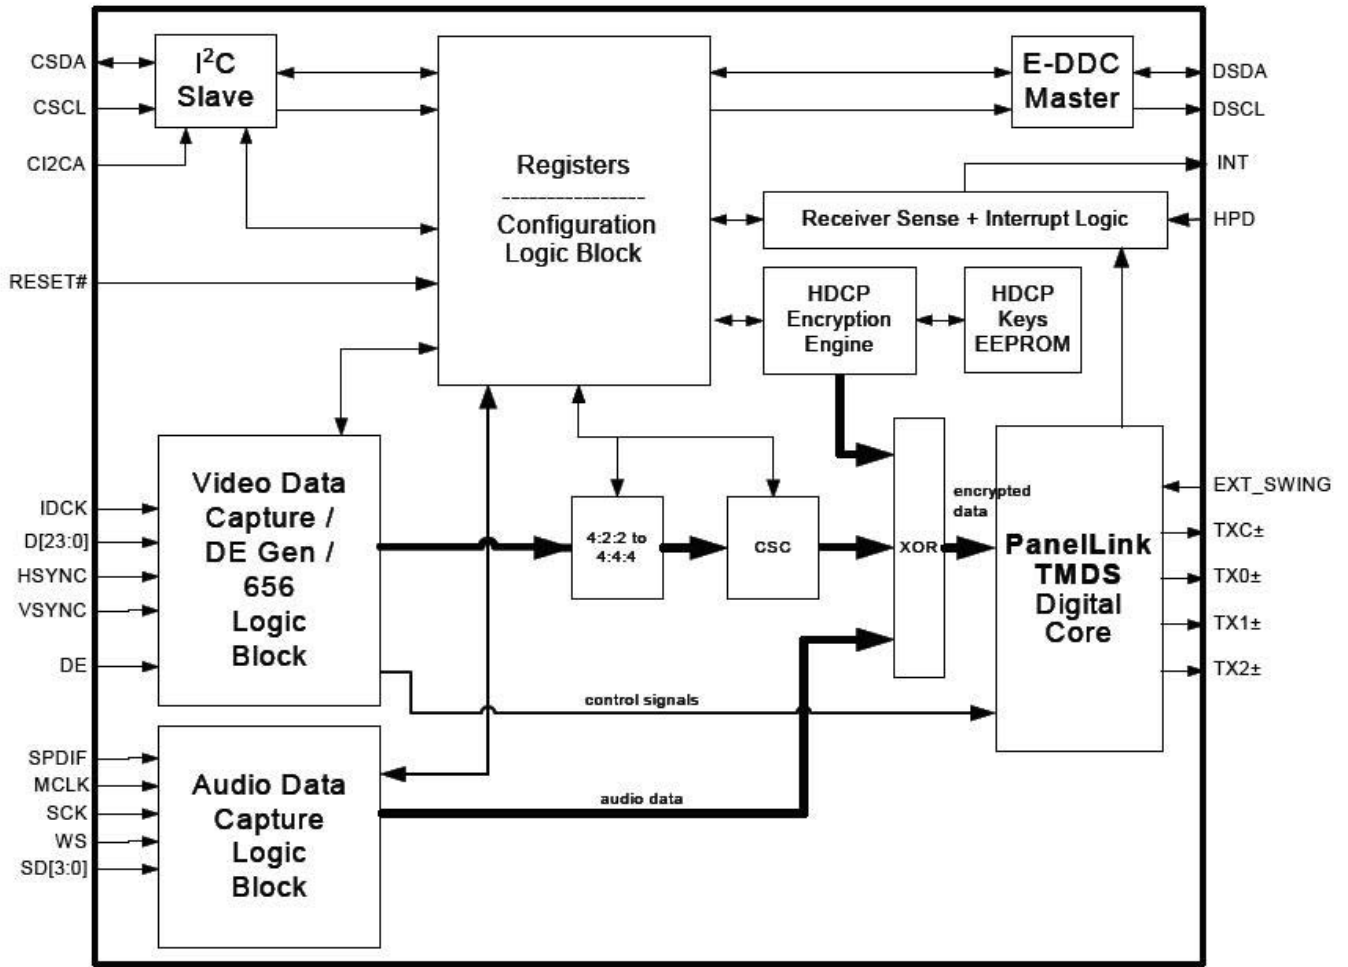 CSDA
CSCL
CI2CA
RESET#
IDCK
D[23:0]
HSYNC
VSYNC
DE
SPDIF
MCLK
SCK
WS
SD[3:0]
I²C
Slave
Registers
----------------
Configuration
Logic Block
E-DDC
Master
DSDA
DSCL
INT
HPD
Receiver Sense + Interrupt Logic
HDCP
Encryption
Engine
HDCP
Keys
EEPROM
Video Data
Capture /
DE Gen /
656
Logic
Block
4:2:2 to
4:4:4
CSC
XOR
encrypted
data
PanelLink
TMDS
Digital
Core
EXT_SWING
TXC±
TX0±
TX1±
TX2±
control signals
Audio Data
Capture
Logic
Block
audio data